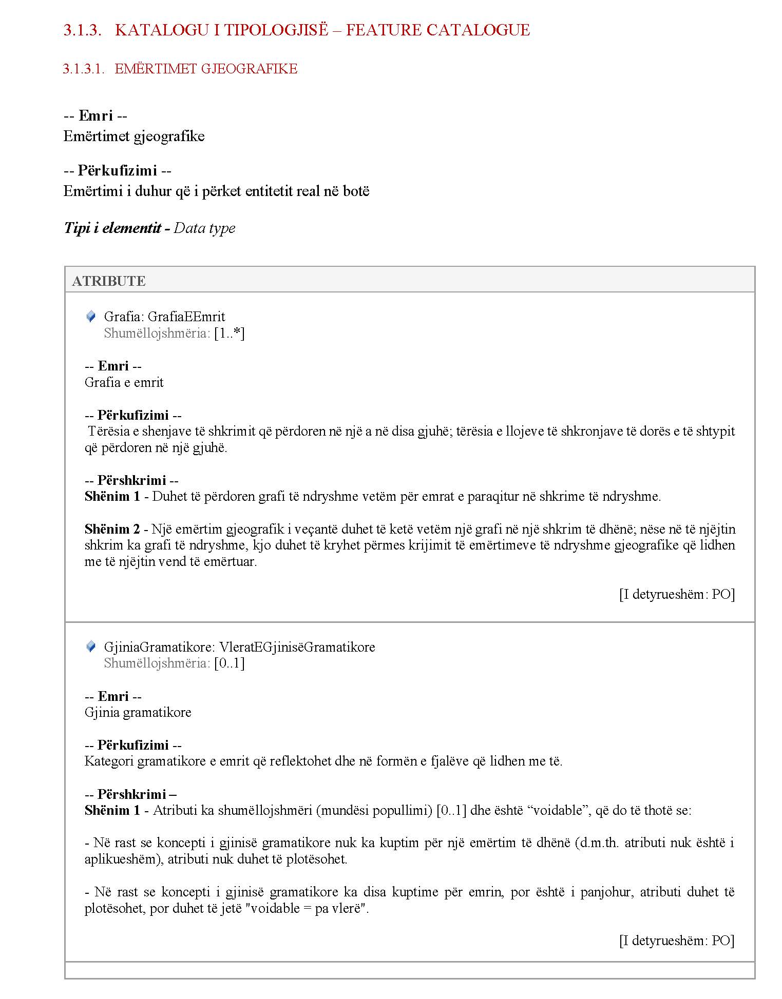 3.1.3. KATALOGU I TIPOLOGJISË – FEATURE CATALOGUE
3.1.3.1. EMËRTIMET GJEOGRAFIKE
-- Emri --
Emërtimet gjeografike
-- Përkufizimi --
Emërtimi i duhur që i përket entitetit real në botë
Tipi i elementit - Data type
ATRIBUTE
Grafia: GrafiaEEmrit
Shumëllojshmëria: [1..*]
-- Emri --
Grafia e emrit
-- Përkufizimi --
Tërësia e shenjave të shkrimit që përdoren në një a në disa gjuhë; tërësia e llojeve të shkronjave të dorës e të shtypit
që përdoren në një gjuhë.
-- Përshkrimi --
Shënim 1 - Duhet të përdoren grafi të ndryshme vetëm për emrat e paraqitur në shkrime të ndryshme.
Shënim 2 - Një emërtim gjeografik i veçantë duhet të ketë vetëm një grafi në një shkrim të dhënë; nëse në të njëjtin
shkrim ka grafi të ndryshme, kjo duhet të kryhet përmes krijimit të emërtimeve të ndryshme gjeografike që lidhen
me të njëjtin vend të emërtuar.
[I detyrueshëm: PO]
GjiniaGramatikore: VleratEGjinisëGramatikore
Shumëllojshmëria: [0..1]
-- Emri --
Gjinia gramatikore
-- Përkufizimi --
Kategori gramatikore e emrit që reflektohet dhe në formën e fjalëve që lidhen me të.
-- Përshkrimi –
Shënim 1 - Atributi ka shumëllojshmëri (mundësi popullimi) [0..1] dhe është “voidable”, që do të thotë se:
- Në rast se koncepti i gjinisë gramatikore nuk ka kuptim për një emërtim të dhënë (d.m.th. atributi nuk është i
aplikueshëm), atributi nuk duhet të plotësohet.
- Në rast se koncepti i gjinisë gramatikore ka disa kuptime për emrin, por është i panjohur, atributi duhet të
plotësohet, por duhet të jetë "voidable = pa vlerë".
[I detyrueshëm: PO]